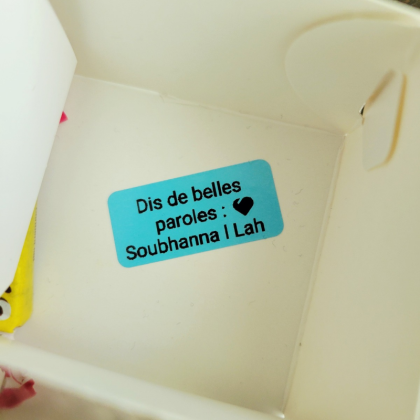 Dis de belles
paroles : ♥
Soubhanna l Lah